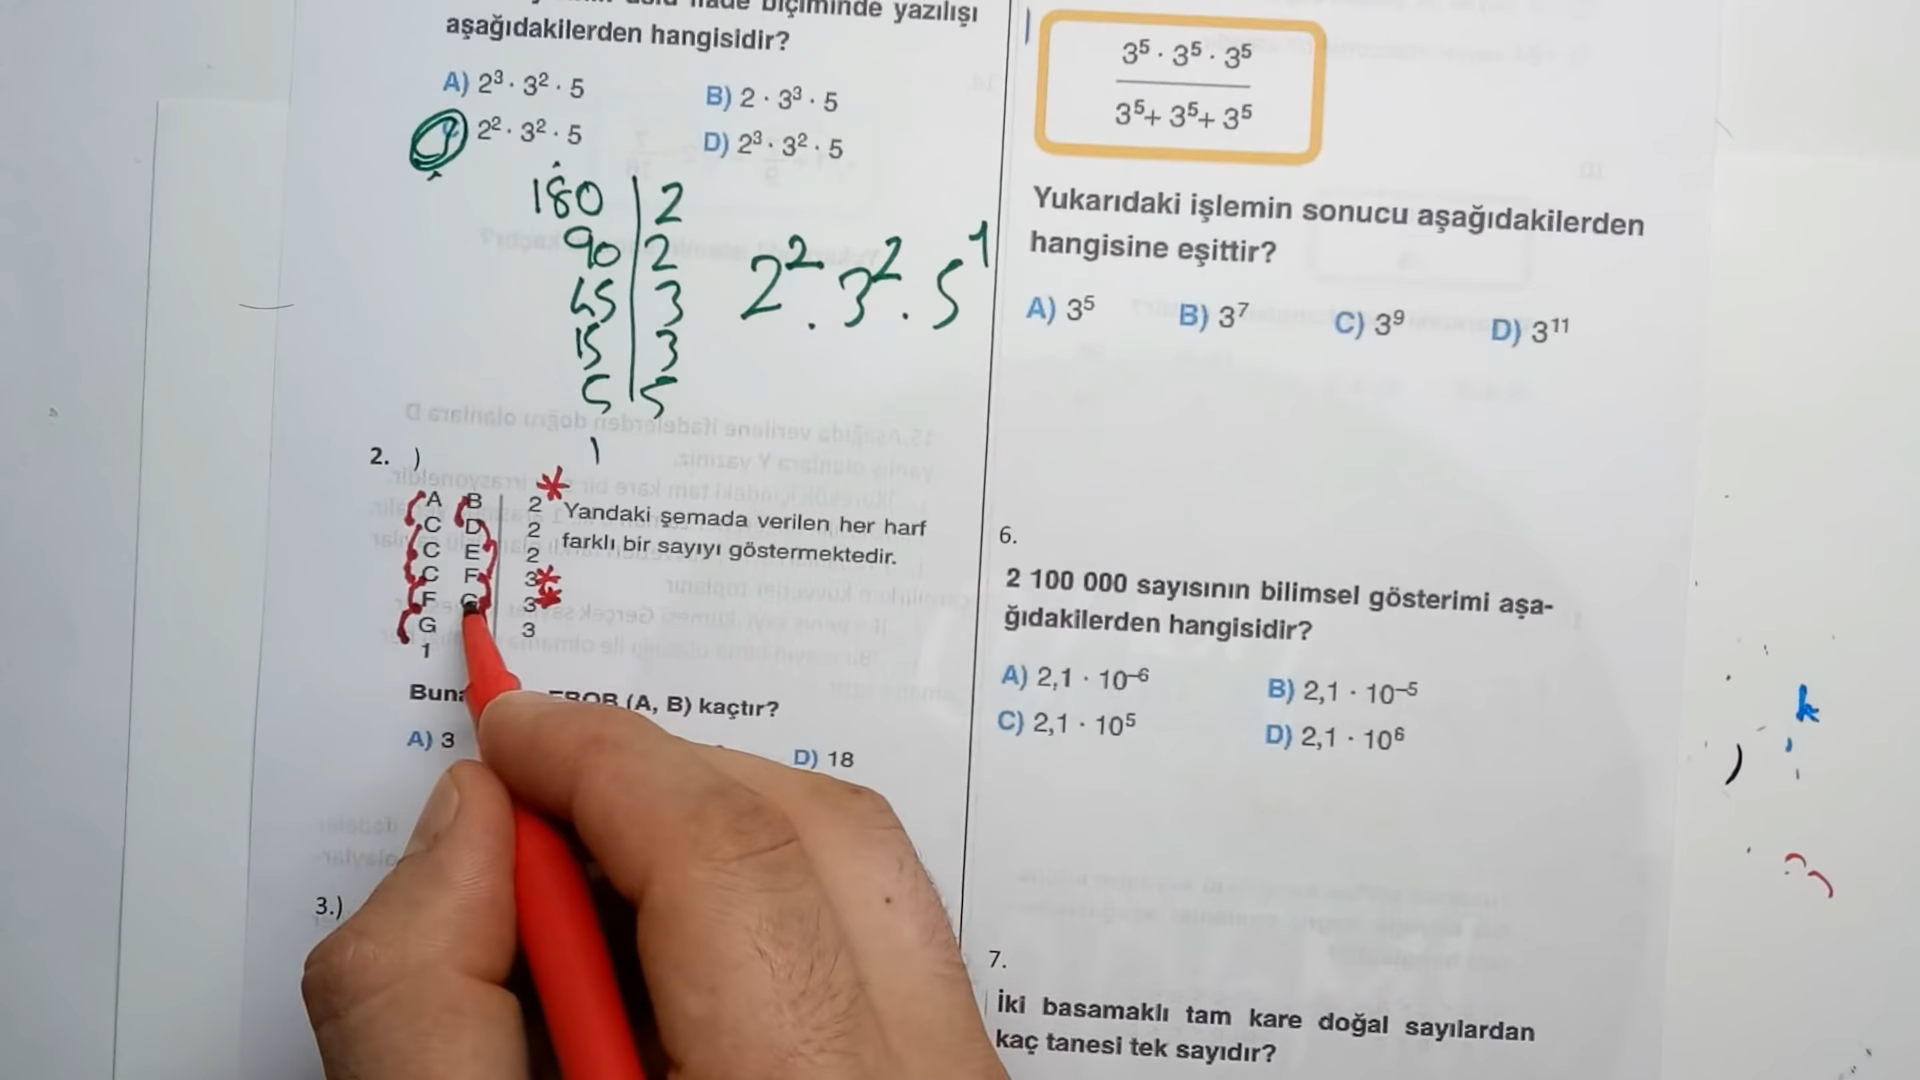 biçiminde yazılışı
aşağıdakilerden hangisidir?
A) 2³ · 3² · 5
B) 2 · 3³ · 5
2² · 3² · 5
D) 2³ · 3² · 5
180 | 2
90 | 2
45 | 3
15 | 3
5 | 5
1
2² . 3² . 5¹
2. )
A B | 2
C D | 2
C E | 2
C F | 3
F G | 3
G | 3
1
Yandaki şemada verilen her harf
farklı bir sayıyı göstermektedir.
EBOB (A, B) kaçtır?
A) 3
D) 18
3.)
3⁵ · 3⁵ · 3⁵
3⁵+ 3⁵+ 3⁵
Yukarıdaki işlemin sonucu aşağıdakilerden
hangisine eşittir?
A) 3⁵ B) 3⁷ C) 3⁹ D) 3¹¹
6.
2 100 000 sayısının bilimsel gösterimi aşa-
ğıdakilerden hangisidir?
A) 2,1 · 10⁻⁶
B) 2,1 · 10⁻⁵
C) 2,1 · 10⁵
D) 2,1 · 10⁶
7.
İki basamaklı tam kare doğal sayılardan
kaç tanesi tek sayıdır?